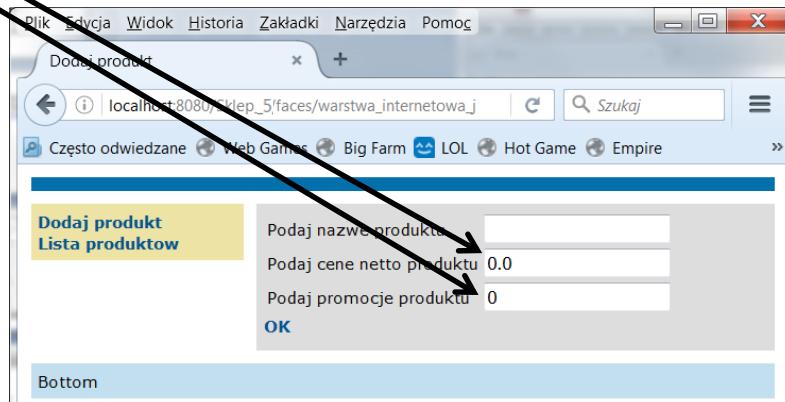 Plik Edycja Widok Historia Zakładki Narzędzia Pomoc
Dodaj produkt
localhost:8080/Sklep_5/faces/warstwa_internetowa_j Szukaj
Często odwiedzane Web Games Big Farm LOL Hot Game Empire »
Dodaj produkt
Lista produktow
Podaj nazwe produktu
Podaj cene netto produktu 0.0
Podaj promocje produktu 0
OK
Bottom